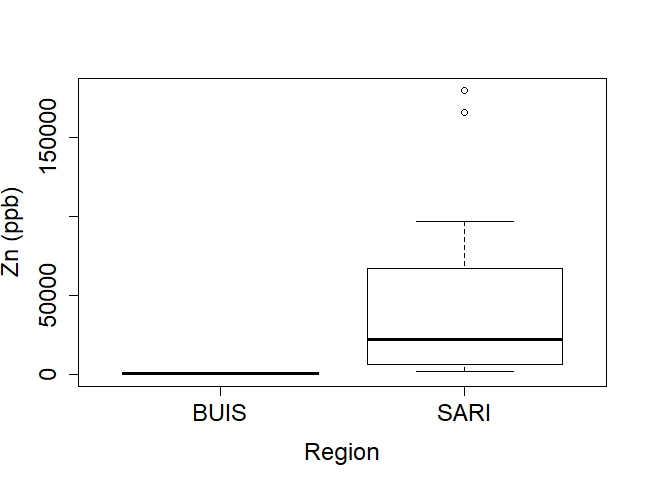 Zn (ppb)
150000
50000
0
BUIS SARI
Region